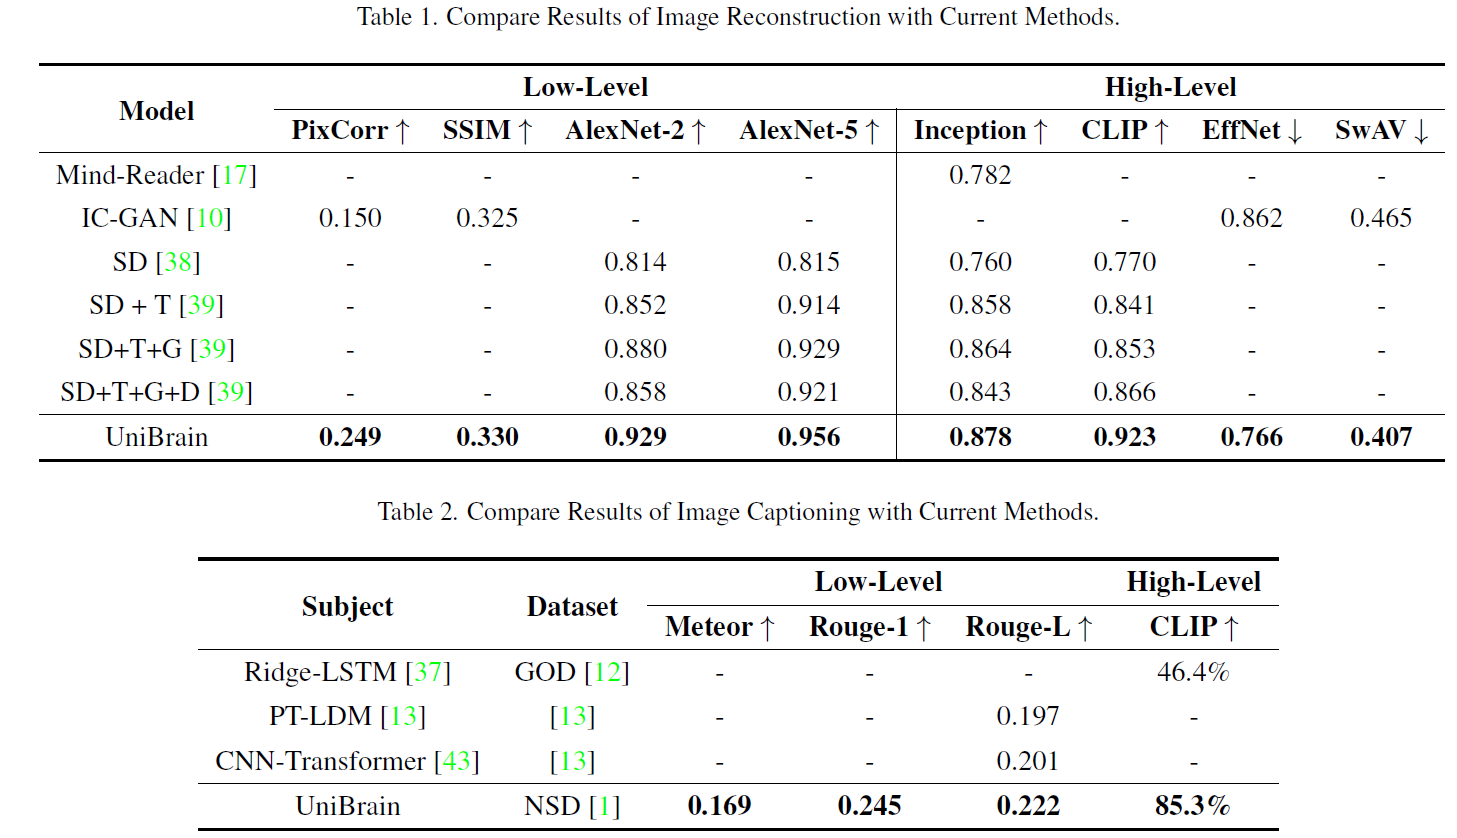 Table 1. Compare Results of Image Reconstruction with Current Methods.
Model Low-Level High-Level
PixCorr ↑ SSIM ↑ AlexNet-2 ↑ AlexNet-5 ↑ Inception ↑ CLIP ↑ EffNet ↓ SwAV ↓
Mind-Reader [17] - - - - 0.782 - - -
IC-GAN [10] 0.150 0.325 - - - - 0.862 0.465
SD [38] - - 0.814 0.815 0.760 0.770 - -
SD + T [39] - - 0.852 0.914 0.858 0.841 - -
SD+T+G [39] - - 0.880 0.929 0.864 0.853 - -
SD+T+G+D [39] - - 0.858 0.921 0.843 0.866 - -
UniBrain 0.249 0.330 0.929 0.956 0.878 0.923 0.766 0.407
Table 2. Compare Results of Image Captioning with Current Methods.
Subject Dataset Low-Level High-Level
Meteor ↑ Rouge-1 ↑ Rouge-L ↑ CLIP ↑
Ridge-LSTM [37] GOD [12] - - - 46.4%
PT-LDM [13] [13] - - 0.197 -
CNN-Transformer [43] [13] - - 0.201 -
UniBrain NSD [1] 0.169 0.245 0.222 85.3%